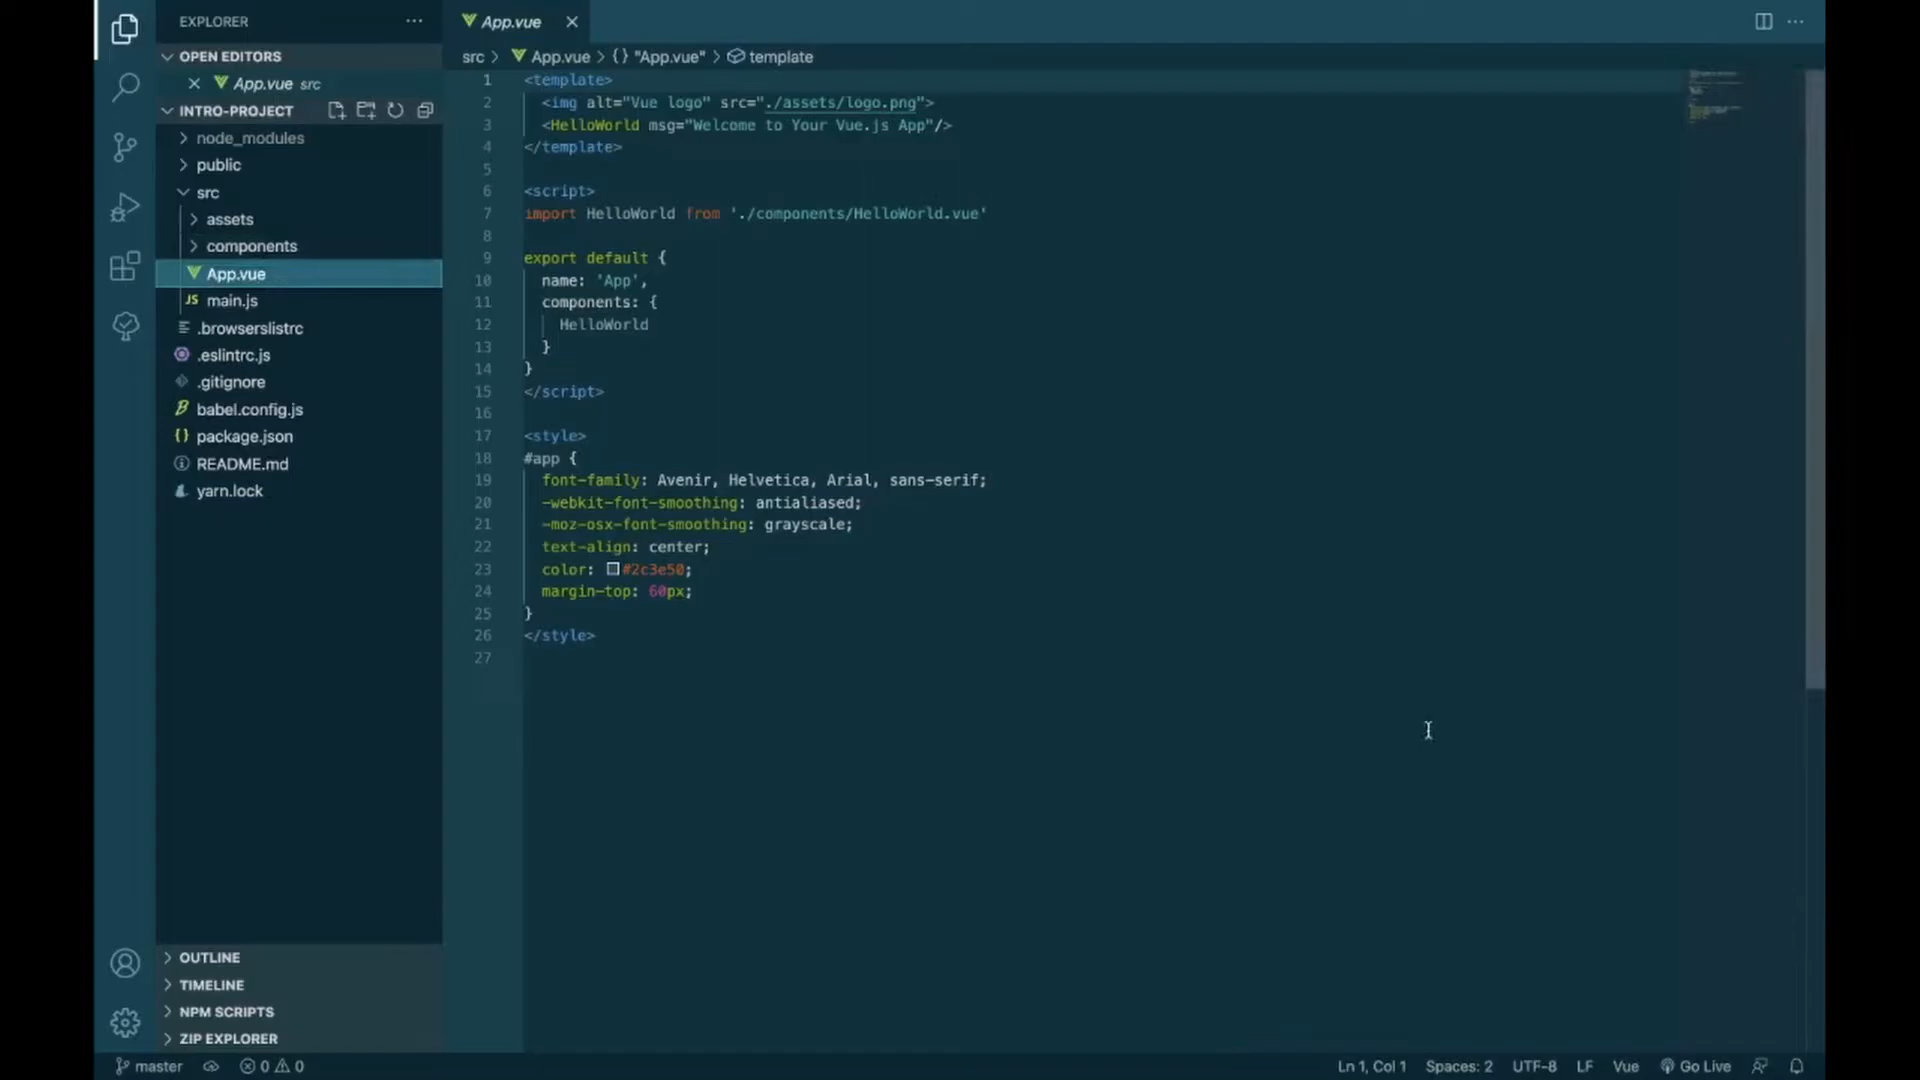 EXPLORER
OPEN EDITORS
App.vue src
INTRO-PROJECT
node_modules
public
src
assets
components
App.vue
JS main.js
.browserslistrc
.eslintrc.js
.gitignore
babel.config.js
{} package.json
README.md
yarn.lock
OUTLINE
TIMELINE
NPM SCRIPTS
ZIP EXPLORER
App.vue
src > App.vue > {} "App.vue" > template
1 <template>
2 <img alt="Vue logo" src="./assets/logo.png">
3 <HelloWorld msg="Welcome to Your Vue.js App"/>
4 </template>
5
6 <script>
7 import HelloWorld from './components/HelloWorld.vue'
8
9 export default {
10 name: 'App',
11 components: {
12 HelloWorld
13 }
14 }
15 </script>
16
17 <style>
18 #app {
19 font-family: Avenir, Helvetica, Arial, sans-serif;
20 -webkit-font-smoothing: antialiased;
21 -moz-osx-font-smoothing: grayscale;
22 text-align: center;
23 color: #2c3e50;
24 margin-top: 60px;
25 }
26 </style>
27
master 0 0 Ln 1, Col 1 Spaces: 2 UTF-8 LF Vue Go Live